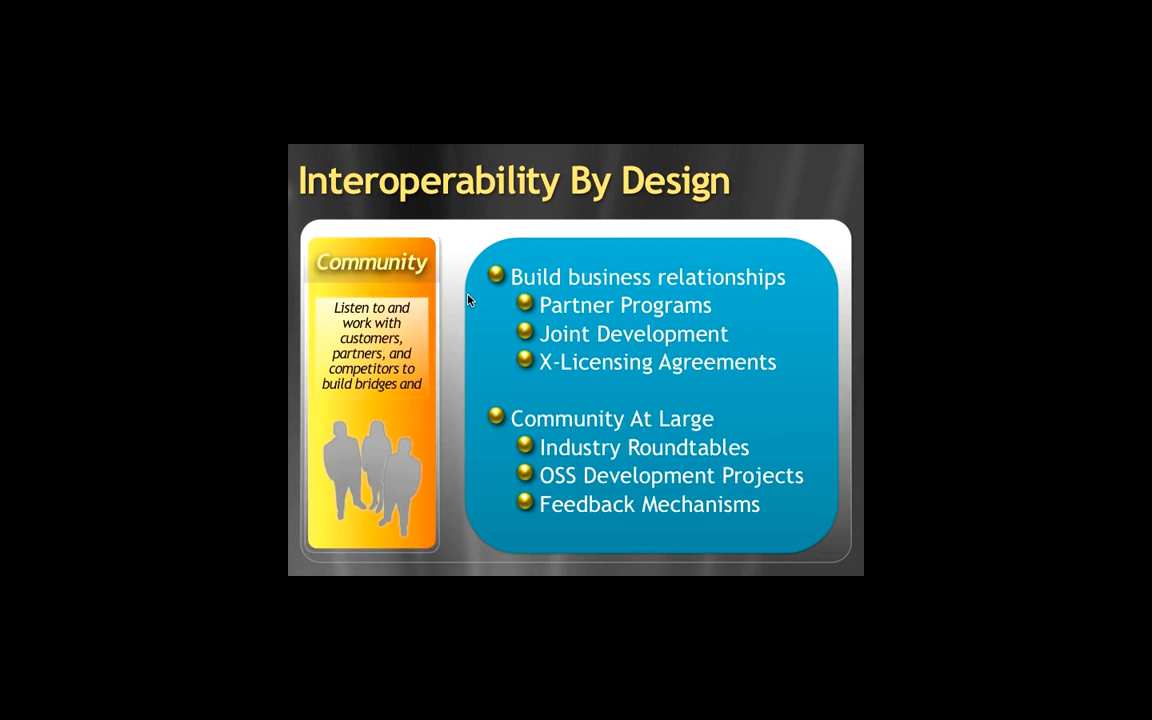 Interoperability By Design
Community
Listen to and
work with
customers,
partners, and
competitors to
build bridges and
Build business relationships
Partner Programs
Joint Development
X-Licensing Agreements
Community At Large
Industry Roundtables
OSS Development Projects
Feedback Mechanisms